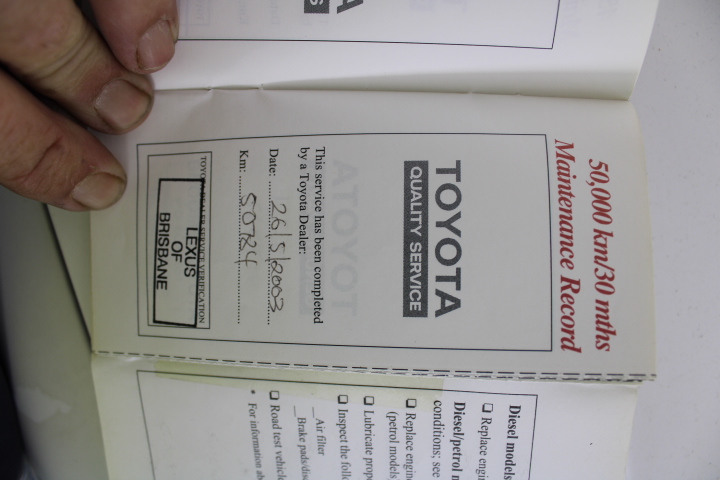 50,000 km/30 mths
Maintenance Record
TOYOTA
QUALITY SERVICE
This service has been completed
by a Toyota Dealer:
Date: 26/5/2003
Km: 50724
TOYOTA DEALER SERVICE VERIFICATION
LEXUS
OF
BRISBANE
Diesel models
Replace engi
Diesel/petrol
conditions; see
Replace engin
(petrol models
Lubricate prop
Inspect the foll
Air filter
Brake pads/dis
Road test vehicle
* For information ab